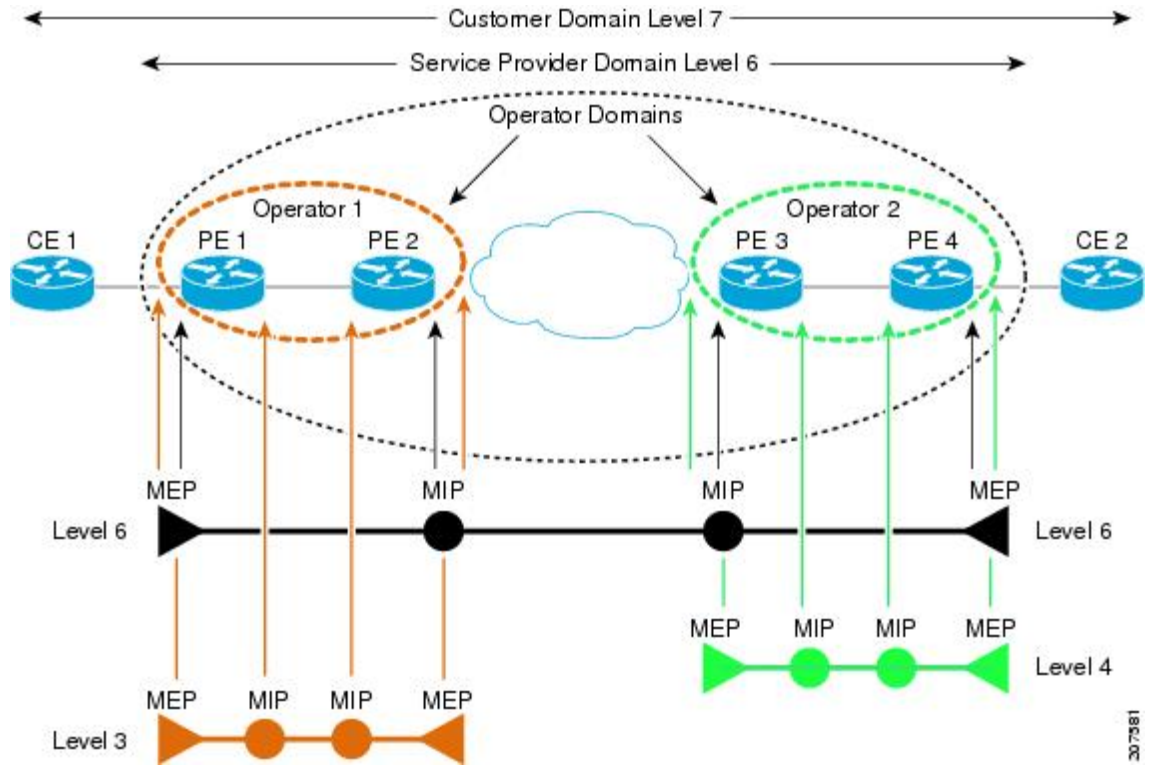 Customer Domain Level 7
Service Provider Domain Level 6
Operator Domains
Operator 1
Operator 2
CE 1
PE 1
PE 2
PE 3
PE 4
CE 2
MEP
MIP
MIP
MEP
Level 6
Level 6
MEP
MIP
MIP
MEP
Level 4
MEP
MIP
MIP
MEP
Level 3
207581